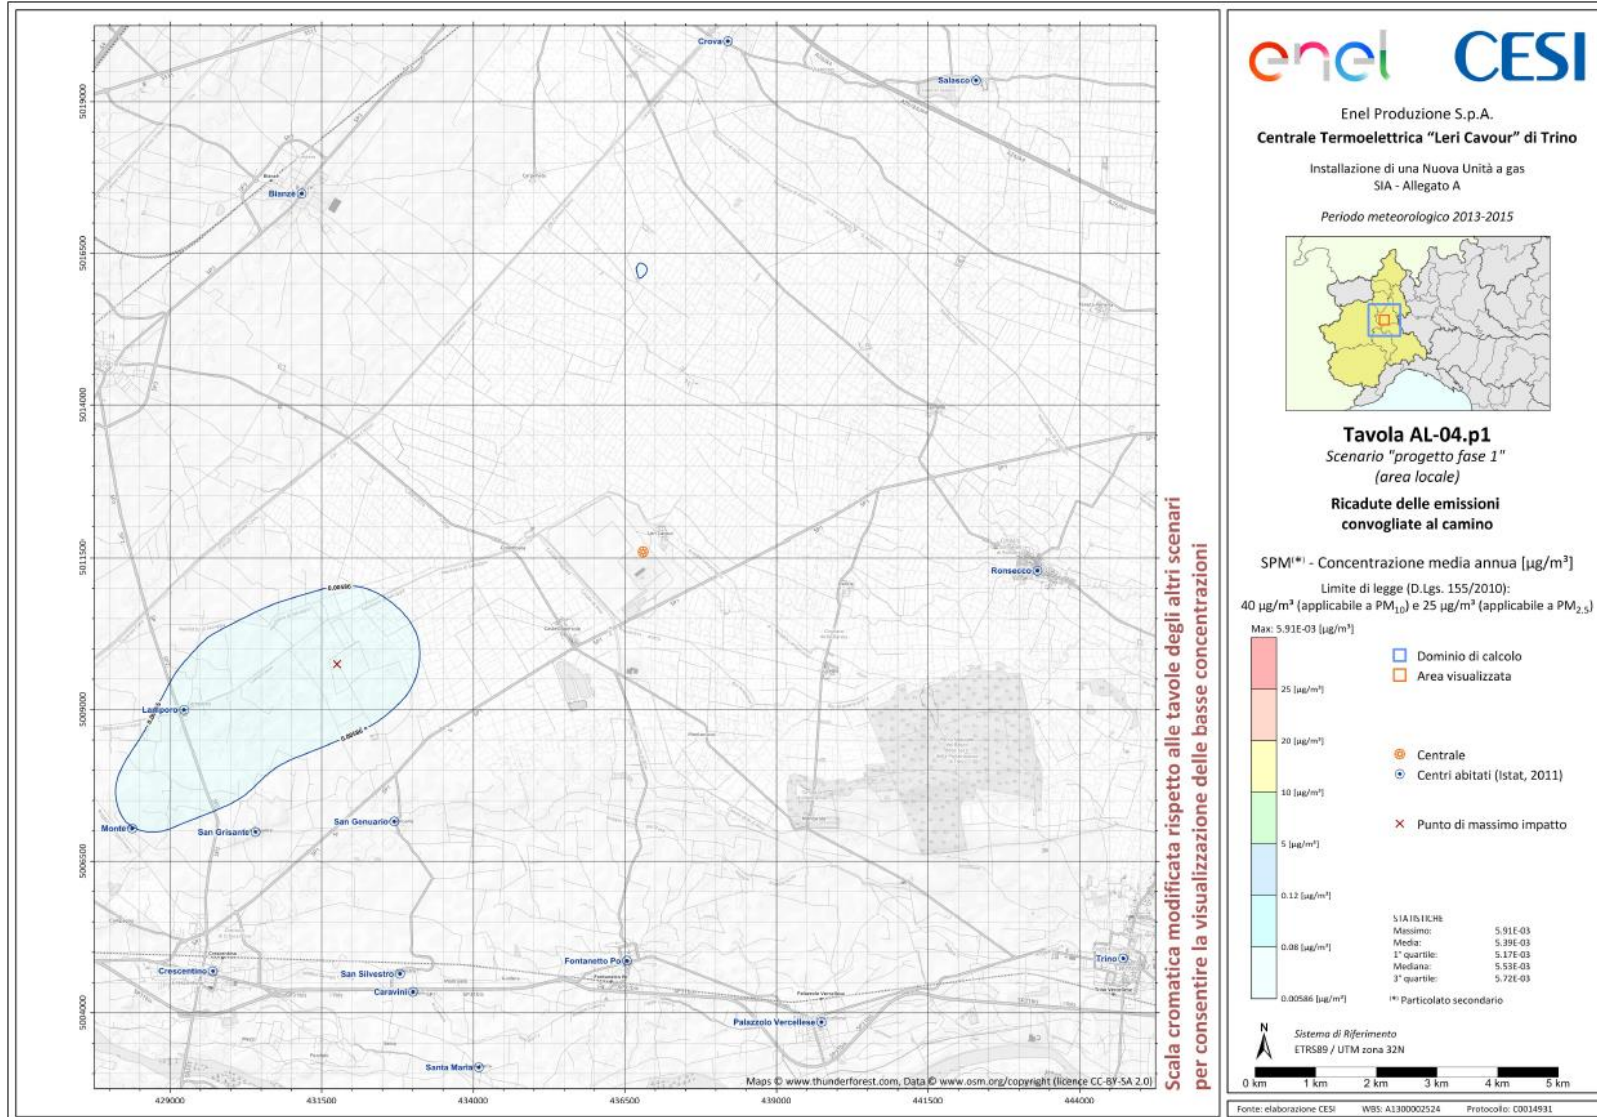 Crova
Salasco
Bianzè
Ronsecco
Lamporo
Monte
San Grisante
San Genuario
Crescentino
San Silvestro
Caravini
Fontanetto Po
Trino
Palazzolo Vercellese
Santa Maria
0.00586
0.00586
5019000
5016500
5014000
5011500
5009000
5006500
5004000
429000
431500
434000
436500
439000
441500
444000
Maps © www.thunderforest.com, Data © www.osm.org/copyright (licence CC-BY-SA 2.0)
Scala cromatica modificata rispetto alle tavole degli altri scenari
per consentire la visualizzazione delle basse concentrazioni
enel
CESI
Enel Produzione S.p.A.
Centrale Termoelettrica “Leri Cavour” di Trino
Installazione di una Nuova Unità a gas
SIA - Allegato A
Periodo meteorologico 2013-2015
Tavola AL-04.p1
Scenario "progetto fase 1"
(area locale)
Ricadute delle emissioni
convogliate al camino
SPM(*) - Concentrazione media annua [µg/m³]
Limite di legge (D.Lgs. 155/2010):
40 µg/m³ (applicabile a PM₁₀) e 25 µg/m³ (applicabile a PM₂.₅)
Max: 5.91E-03 [µg/m³]
25 [µg/m³]
20 [µg/m³]
10 [µg/m³]
5 [µg/m³]
0.12 [µg/m³]
0.08 [µg/m³]
0.00586 [µg/m³]
Dominio di calcolo
Area visualizzata
Centrale
Centri abitati (Istat, 2011)
Punto di massimo impatto
STATISTICHE
Massimo: 5.91E-03
Media: 5.39E-03
1° quartile: 5.17E-03
Mediana: 5.53E-03
3° quartile: 5.72E-03
(*) Particolato secondario
N
Sistema di Riferimento
ETRS89 / UTM zona 32N
0 km 1 km 2 km 3 km 4 km 5 km
Fonte: elaborazione CESI WBS: A1300002524 Protocollo: C0014931